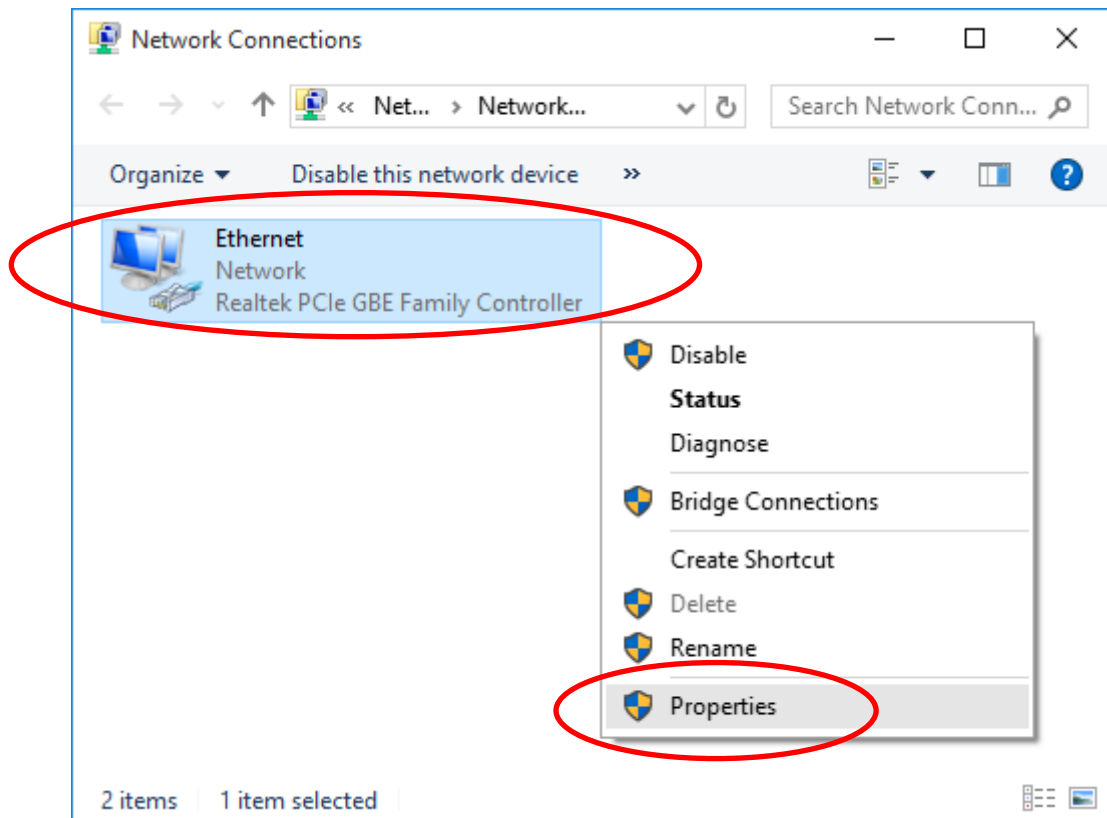 Network Connections
« Net... › Network...
Search Network Conn...
Organize
Disable this network device
»
?
Ethernet
Network
Realtek PCIe GBE Family Controller
Disable
Status
Diagnose
Bridge Connections
Create Shortcut
Delete
Rename
Properties
2 items
1 item selected